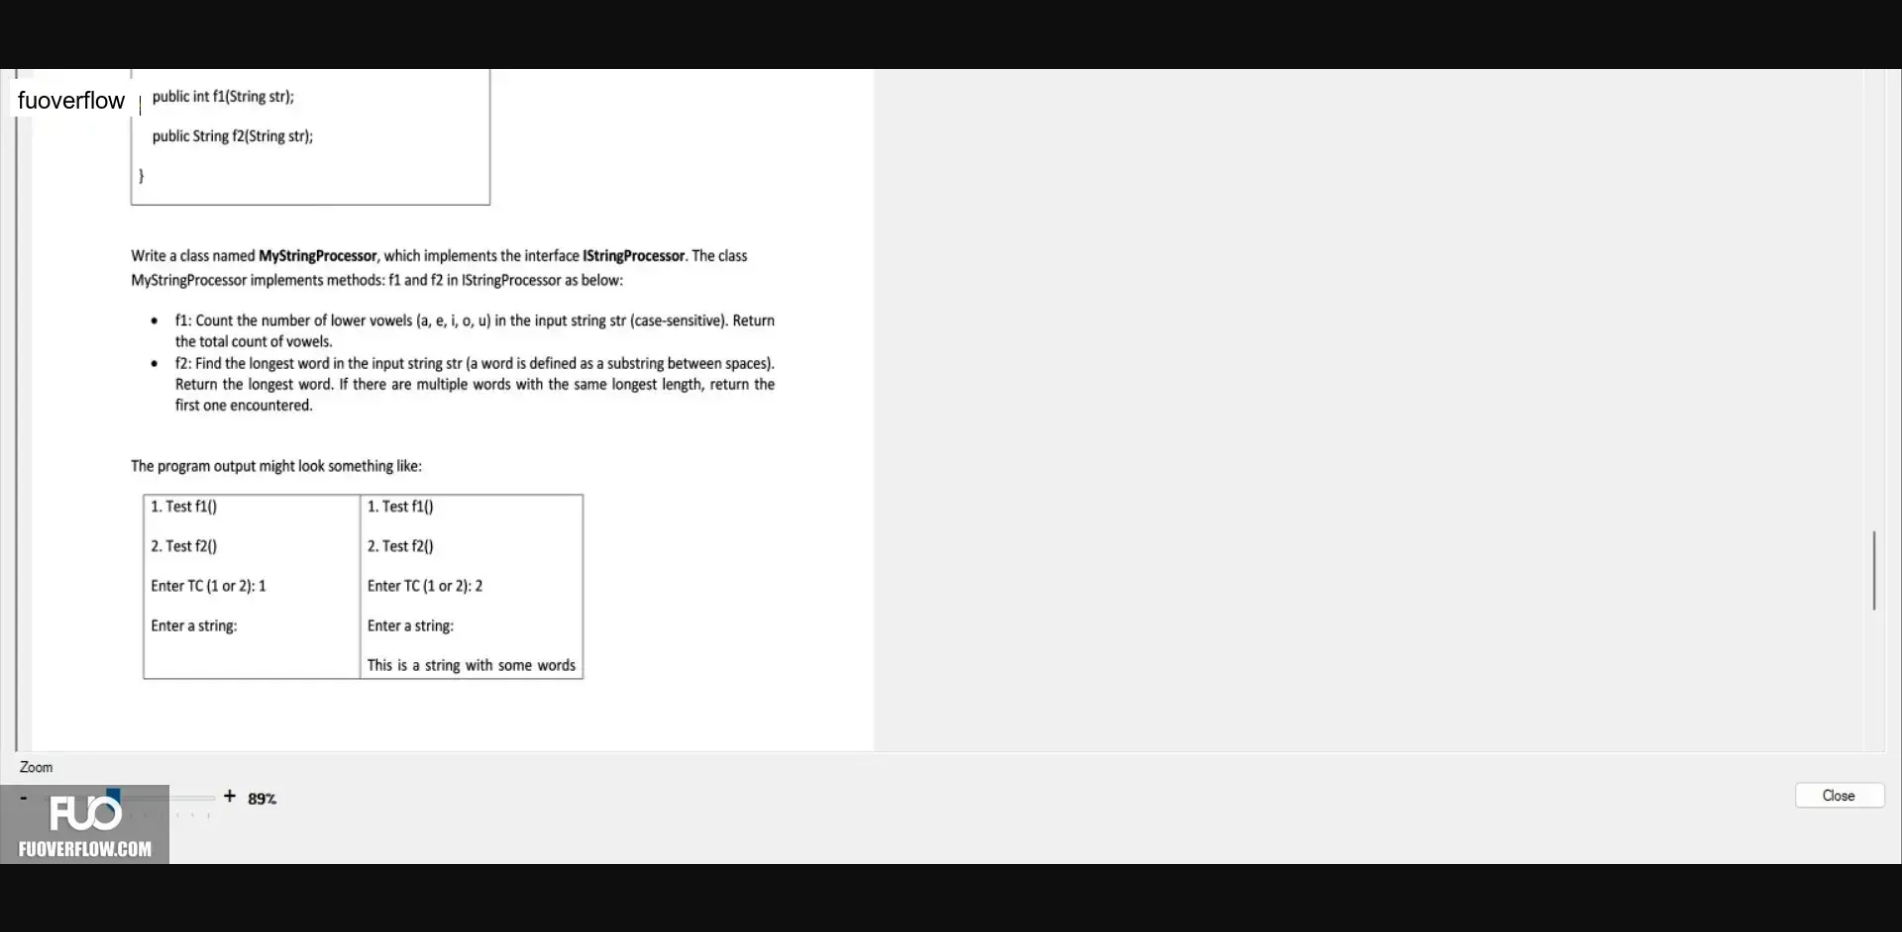 fuoverflow
public int f1(String str);
public String f2(String str);
}
Write a class named MyStringProcessor, which implements the interface IStringProcessor. The class
MyStringProcessor implements methods: f1 and f2 in IStringProcessor as below:
• f1: Count the number of lower vowels (a, e, i, o, u) in the input string str (case-sensitive). Return
the total count of vowels.
• f2: Find the longest word in the input string str (a word is defined as a substring between spaces).
Return the longest word. If there are multiple words with the same longest length, return the
first one encountered.
The program output might look something like:
1. Test f1()
2. Test f2()
Enter TC (1 or 2): 1
Enter a string:
1. Test f1()
2. Test f2()
Enter TC (1 or 2): 2
Enter a string:
This is a string with some words
Zoom
- + 89%
Close
FUO
FUOVERFLOW.COM